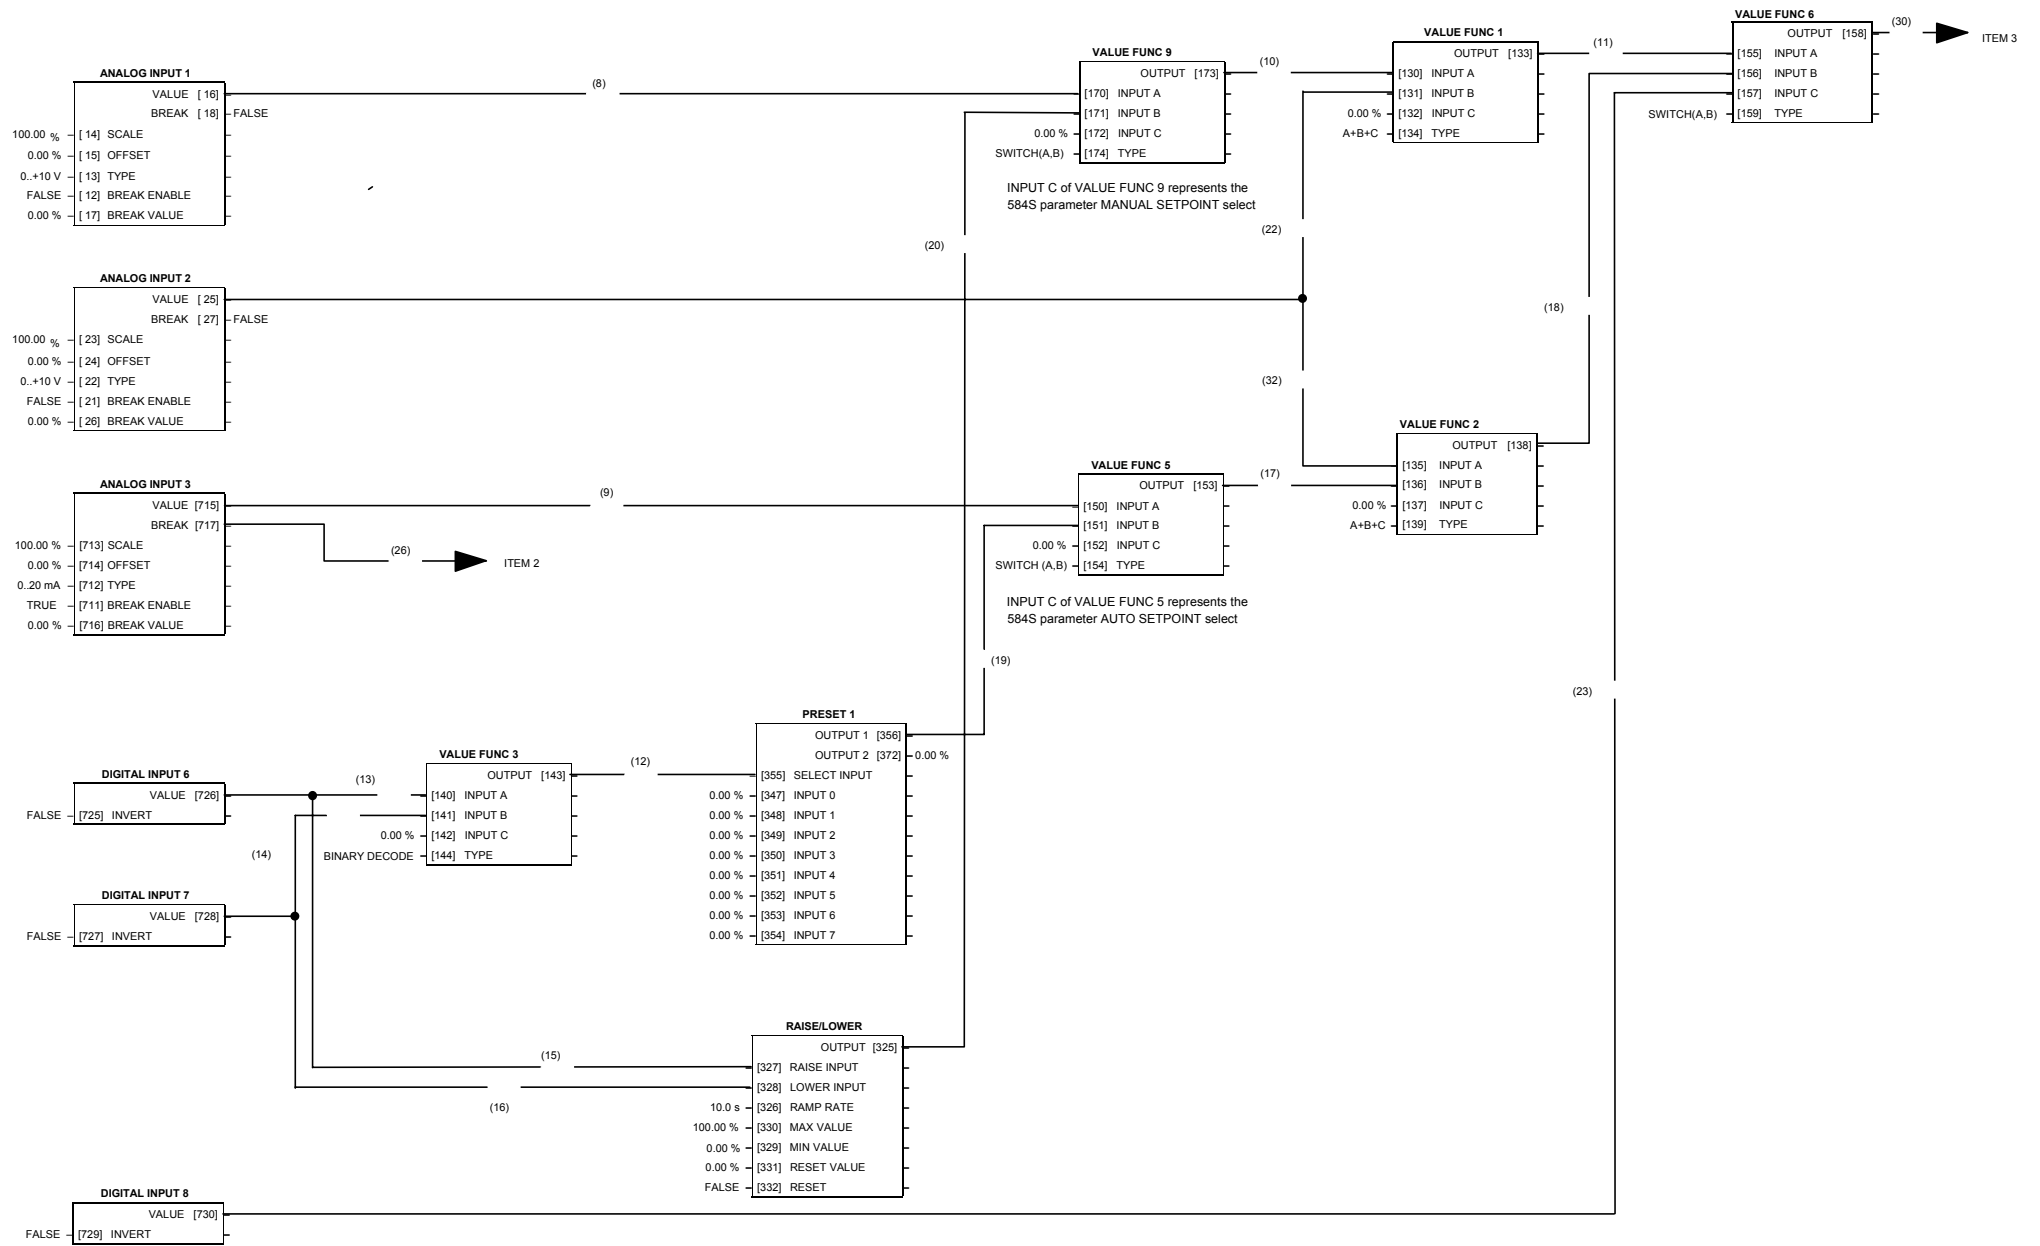 ANALOG INPUT 1
VALUE [ 16]
BREAK [ 18] FALSE
100.00 % [ 14] SCALE
0.00 % [ 15] OFFSET
0..+10 V [ 13] TYPE
FALSE [ 12] BREAK ENABLE
0.00 % [ 17] BREAK VALUE
(8)
ANALOG INPUT 2
VALUE [ 25]
BREAK [ 27] FALSE
100.00 % [ 23] SCALE
0.00 % [ 24] OFFSET
0..+10 V [ 22] TYPE
FALSE [ 21] BREAK ENABLE
0.00 % [ 26] BREAK VALUE
ANALOG INPUT 3
VALUE [715]
BREAK [717]
100.00 % [713] SCALE
0.00 % [714] OFFSET
0..20 mA [712] TYPE
TRUE [711] BREAK ENABLE
0.00 % [716] BREAK VALUE
(9)
(26)
ITEM 2
DIGITAL INPUT 6
VALUE [726]
FALSE [725] INVERT
(13)
(14)
DIGITAL INPUT 7
VALUE [728]
FALSE [727] INVERT
VALUE FUNC 3
OUTPUT [143]
[140] INPUT A
[141] INPUT B
0.00 % [142] INPUT C
BINARY DECODE [144] TYPE
(12)
PRESET 1
OUTPUT 1 [356]
OUTPUT 2 [372] 0.00 %
[355] SELECT INPUT
0.00 % [347] INPUT 0
0.00 % [348] INPUT 1
0.00 % [349] INPUT 2
0.00 % [350] INPUT 3
0.00 % [351] INPUT 4
0.00 % [352] INPUT 5
0.00 % [353] INPUT 6
0.00 % [354] INPUT 7
(15)
(16)
RAISE/LOWER
OUTPUT [325]
[327] RAISE INPUT
[328] LOWER INPUT
10.0 s [326] RAMP RATE
100.00 % [330] MAX VALUE
0.00 % [329] MIN VALUE
0.00 % [331] RESET VALUE
FALSE [332] RESET
DIGITAL INPUT 8
VALUE [730]
FALSE [729] INVERT
VALUE FUNC 9
OUTPUT [173]
[170] INPUT A
[171] INPUT B
0.00 % [172] INPUT C
SWITCH(A,B) [174] TYPE
INPUT C of VALUE FUNC 9 represents the
584S parameter MANUAL SETPOINT select
(20)
(10)
(22)
(32)
VALUE FUNC 5
OUTPUT [153]
[150] INPUT A
[151] INPUT B
0.00 % [152] INPUT C
SWITCH (A,B) [154] TYPE
INPUT C of VALUE FUNC 5 represents the
584S parameter AUTO SETPOINT select
(19)
(17)
VALUE FUNC 1
OUTPUT [133]
[130] INPUT A
[131] INPUT B
0.00 % [132] INPUT C
A+B+C [134] TYPE
(11)
VALUE FUNC 2
OUTPUT [138]
[135] INPUT A
[136] INPUT B
0.00 % [137] INPUT C
A+B+C [139] TYPE
(18)
(23)
VALUE FUNC 6
OUTPUT [158]
[155] INPUT A
[156] INPUT B
[157] INPUT C
SWITCH(A,B) [159] TYPE
(30)
ITEM 3